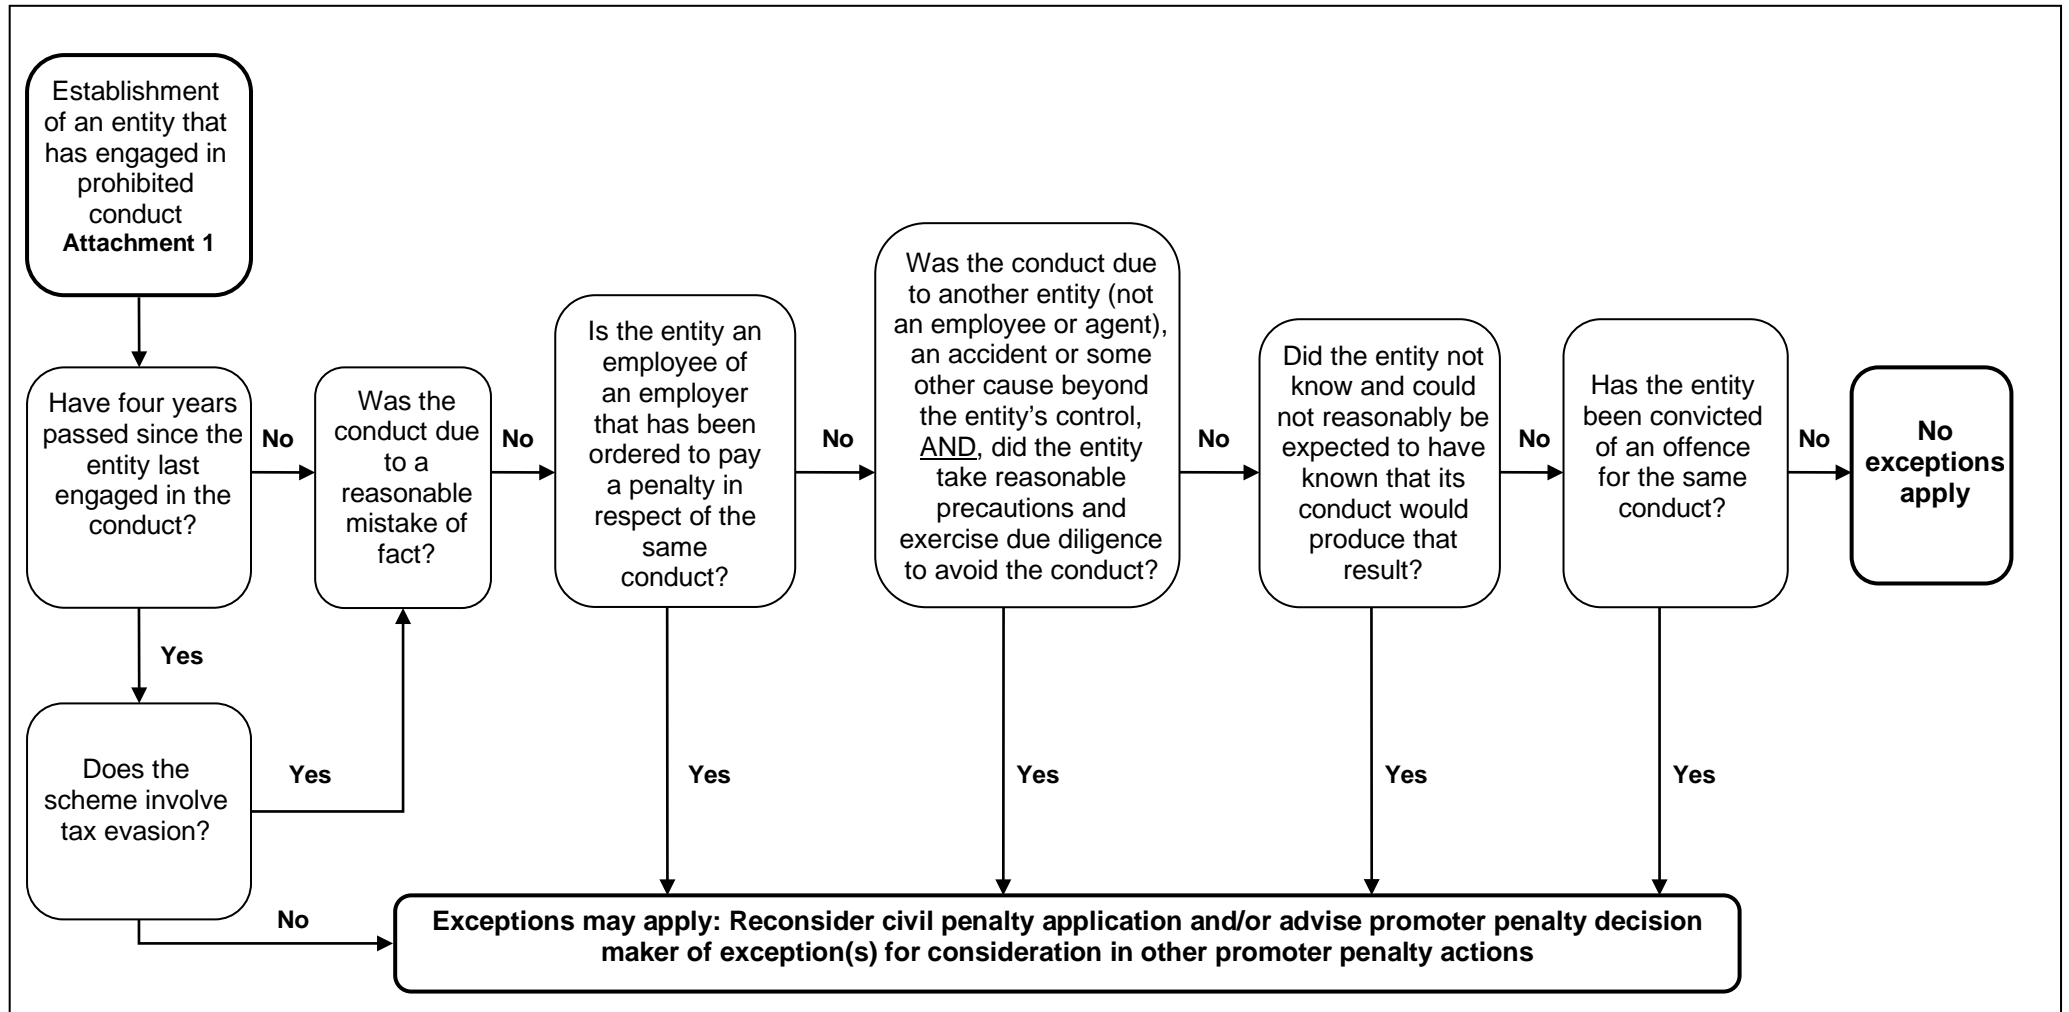 Establishment
of an entity that
has engaged in
prohibited
conduct
Attachment 1
Have four years
passed since the
entity last
engaged in the
conduct?
No
Was the
conduct due
to a
reasonable
mistake of
fact?
No
Is the entity an
employee of
an employer
that has been
ordered to pay
a penalty in
respect of the
same
conduct?
No
Was the conduct due
to another entity (not
an employee or agent),
an accident or some
other cause beyond
the entity’s control,
AND, did the entity
take reasonable
precautions and
exercise due diligence
to avoid the conduct?
No
Did the entity not
know and could
not reasonably be
expected to have
known that its
conduct would
produce that
result?
No
Has the entity
been convicted
of an offence
for the same
conduct?
No
No
exceptions
apply
Yes
Does the
scheme involve
tax evasion?
Yes
Yes
Yes
Yes
Yes
No
Exceptions may apply: Reconsider civil penalty application and/or advise promoter penalty decision
maker of exception(s) for consideration in other promoter penalty actions